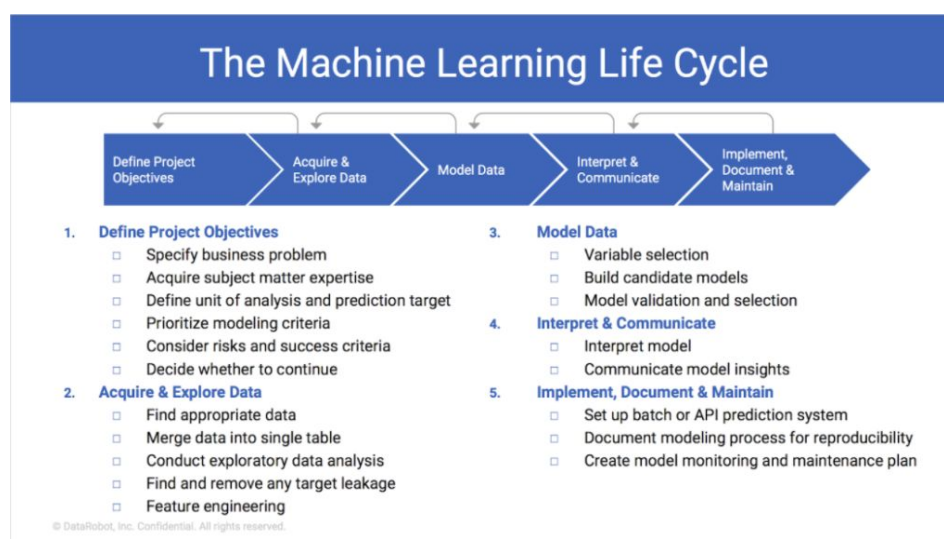 The Machine Learning Life Cycle
Define Project
Objectives
Acquire &
Explore Data
Model Data
Interpret &
Communicate
Implement,
Document &
Maintain
1. Define Project Objectives
Specify business problem
Acquire subject matter expertise
Define unit of analysis and prediction target
Prioritize modeling criteria
Consider risks and success criteria
Decide whether to continue
2. Acquire & Explore Data
Find appropriate data
Merge data into single table
Conduct exploratory data analysis
Find and remove any target leakage
Feature engineering
3. Model Data
Variable selection
Build candidate models
Model validation and selection
4. Interpret & Communicate
Interpret model
Communicate model insights
5. Implement, Document & Maintain
Set up batch or API prediction system
Document modeling process for reproducibility
Create model monitoring and maintenance plan
© DataRobot, Inc. Confidential. All rights reserved.